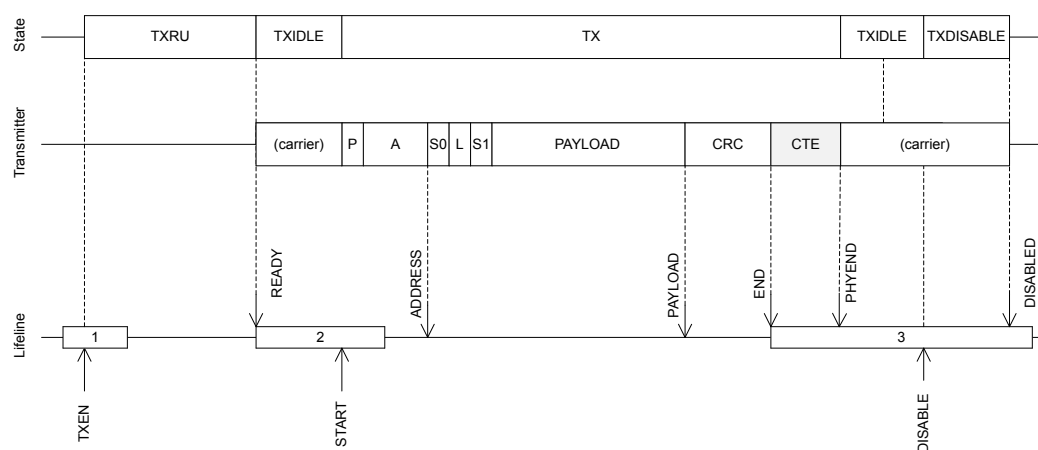 State
TXRU
TXIDLE
TX
TXIDLE
TXDISABLE
Transmitter
(carrier)
P
A
S0
L
S1
PAYLOAD
CRC
CTE
(carrier)
READY
ADDRESS
PAYLOAD
END
PHYEND
DISABLED
Lifeline
1
2
3
TXEN
START
DISABLE